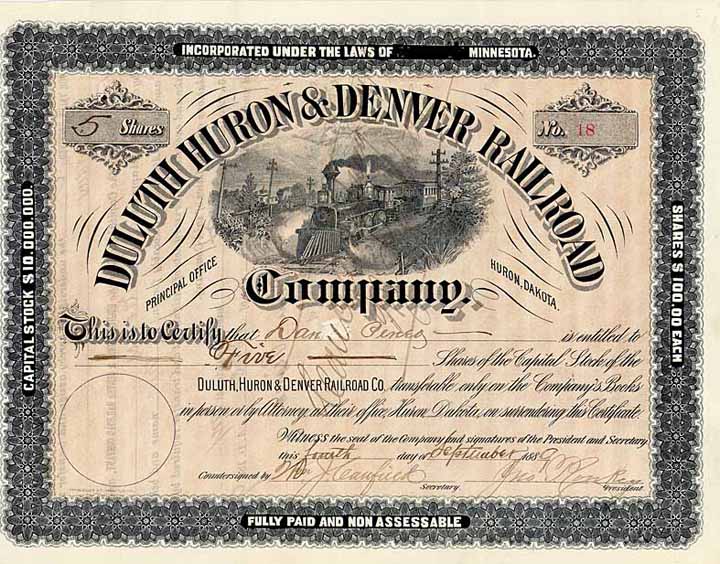 INCORPORATED UNDER THE LAWS OF MINNESOTA.
5 Shares
No. 18
DULUTH HURON & DENVER RAILROAD
PRINCIPAL OFFICE
HURON, DAKOTA.
Company.
CAPITAL STOCK $10,000,000.
SHARES $100.00 EACH
This is to Certify that Dan is entitled to
Five Shares of the Capital Stock of the
DULUTH, HURON & DENVER RAILROAD CO. transferable only on the Company's Books
in person or by Attorney, at their office, Huron Dakota, on surrendering this Certificate.
Witness the seal of the Company and signatures of the President and Secretary
this fourth day of September 1889
Countersigned by Wm J. Caulfield
Secretary.
President
FULLY PAID AND NON ASSESSABLE